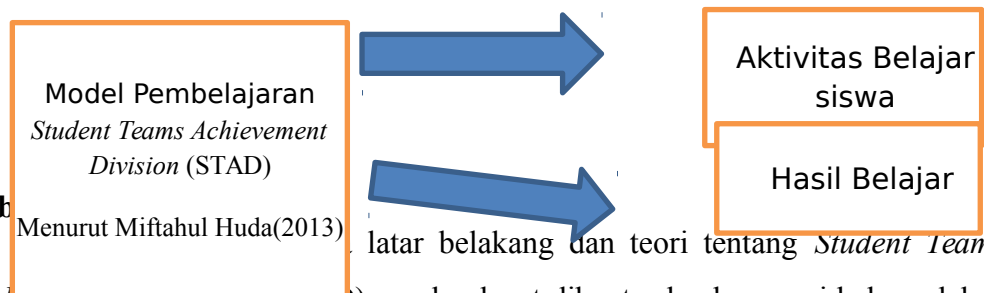 Model Pembelajaran
Student Teams Achievement
Division (STAD)
Menurut Miftahul Huda(2013)
Aktivitas Belajar
siswa
Hasil Belajar
latar belakang dan teori tentang Student